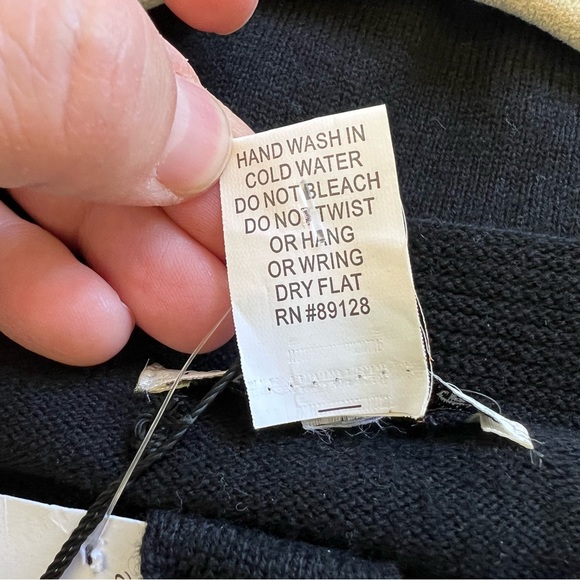 HAND WASH IN
COLD WATER
DO NOT BLEACH
DO NOT TWIST
OR HANG
OR WRING
DRY FLAT
RN #89128